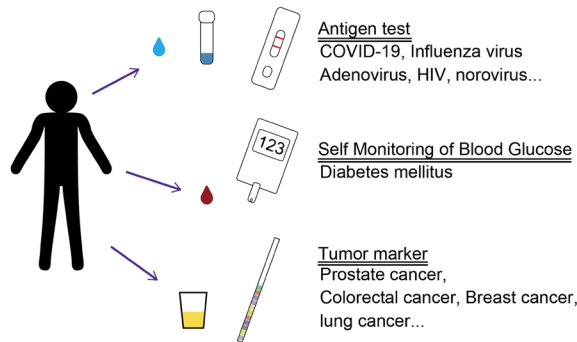 Antigen test
COVID-19, Influenza virus
Adenovirus, HIV, norovirus...
123
Self Monitoring of Blood Glucose
Diabetes mellitus
Tumor marker
Prostate cancer,
Colorectal cancer, Breast cancer,
lung cancer...